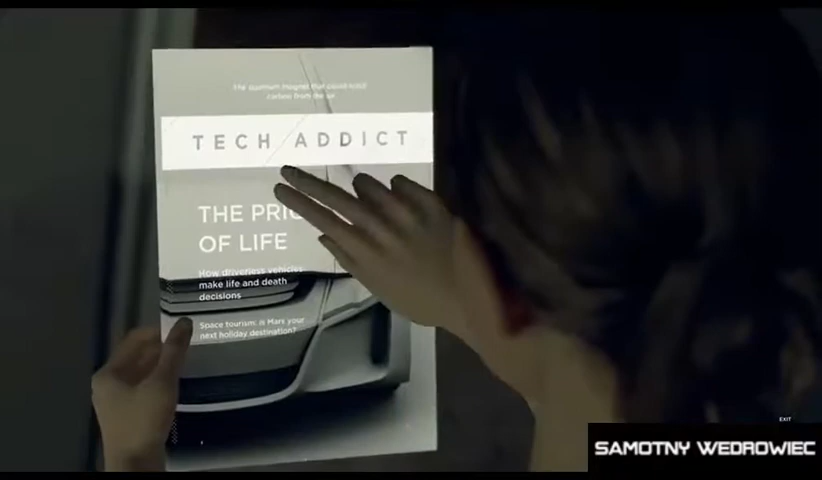 The quantum magnet that could suck
carbon from the air
TECH ADDICT
THE PRIC
OF LIFE
How driverless vehicles
make life and death
decisions
Space tourism: is Mars your
next holiday destination?
EXIT
SAMOTNY WEDROWIEC